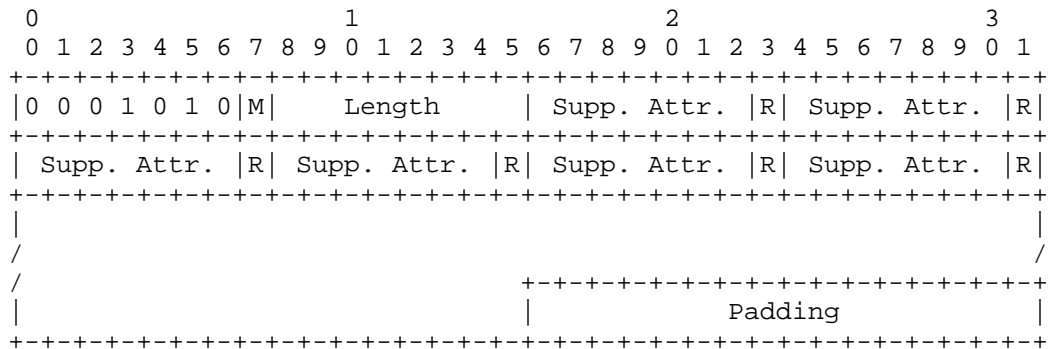 0                   1                   2                   3
 0 1 2 3 4 5 6 7 8 9 0 1 2 3 4 5 6 7 8 9 0 1 2 3 4 5 6 7 8 9 0 1
+-+-+-+-+-+-+-+-+-+-+-+-+-+-+-+-+-+-+-+-+-+-+-+-+-+-+-+-+-+-+-+-+
|0 0 0 1 0 1 0|M|    Length     | Supp. Attr. |R| Supp. Attr. |R|
+-+-+-+-+-+-+-+-+-+-+-+-+-+-+-+-+-+-+-+-+-+-+-+-+-+-+-+-+-+-+-+-+
| Supp. Attr. |R| Supp. Attr. |R| Supp. Attr. |R| Supp. Attr. |R|
+-+-+-+-+-+-+-+-+-+-+-+-+-+-+-+-+-+-+-+-+-+-+-+-+-+-+-+-+-+-+-+-+
|                                                               |
/                                                               /
/                               +-+-+-+-+-+-+-+-+-+-+-+-+-+-+-+-+
|                               |            Padding            |
+-+-+-+-+-+-+-+-+-+-+-+-+-+-+-+-+-+-+-+-+-+-+-+-+-+-+-+-+-+-+-+-+